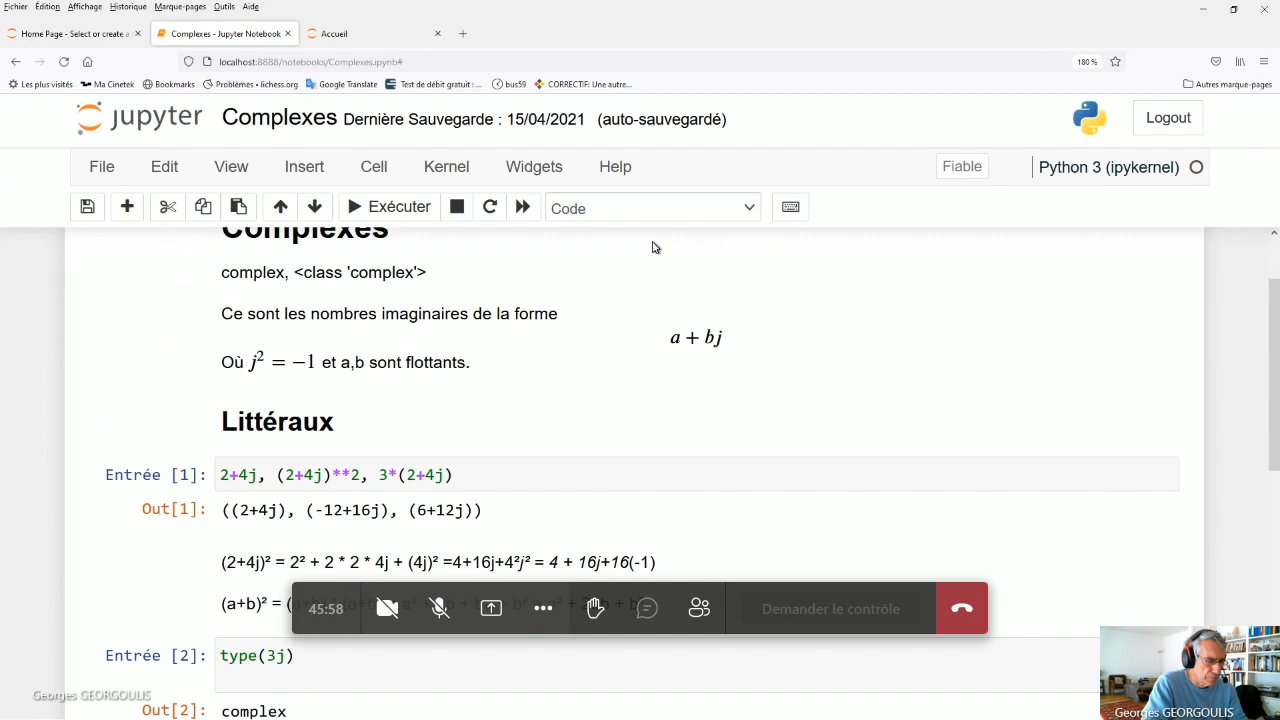 Fichier Édition Affichage Historique Marque-pages Outils Aide
Home Page - Select or create a Complexes - Jupyter Notebook Accueil
localhost:8888/notebooks/Complexes.ipynb# 180 %
Les plus visités Ma Cinetek Bookmarks Problèmes • lichess.org Google Translate Test de débit gratuit : ... bus59 CORRECTIF: Une autre... Autres marque-pages
jupyter Complexes Dernière Sauvegarde : 15/04/2021 (auto-sauvegardé) Logout
File Edit View Insert Cell Kernel Widgets Help Fiable Python 3 (ipykernel)
Exécuter Code
Complexes
complex, <class 'complex'>
Ce sont les nombres imaginaires de la forme
a + bj
Où j² = −1 et a,b sont flottants.
Littéraux
Entrée [1]: 2+4j, (2+4j)**2, 3*(2+4j)
Out[1]: ((2+4j), (-12+16j), (6+12j))
(2+4j)² = 2² + 2 * 2 * 4j + (4j)² =4+16j+4²j² = 4 + 16j+16(-1)
(a+b)² = (
45:58 Demander le contrôle
Entrée [2]: type(3j)
Georges GEORGOULIS
Out[2]: complex
Georges GEORGOULIS